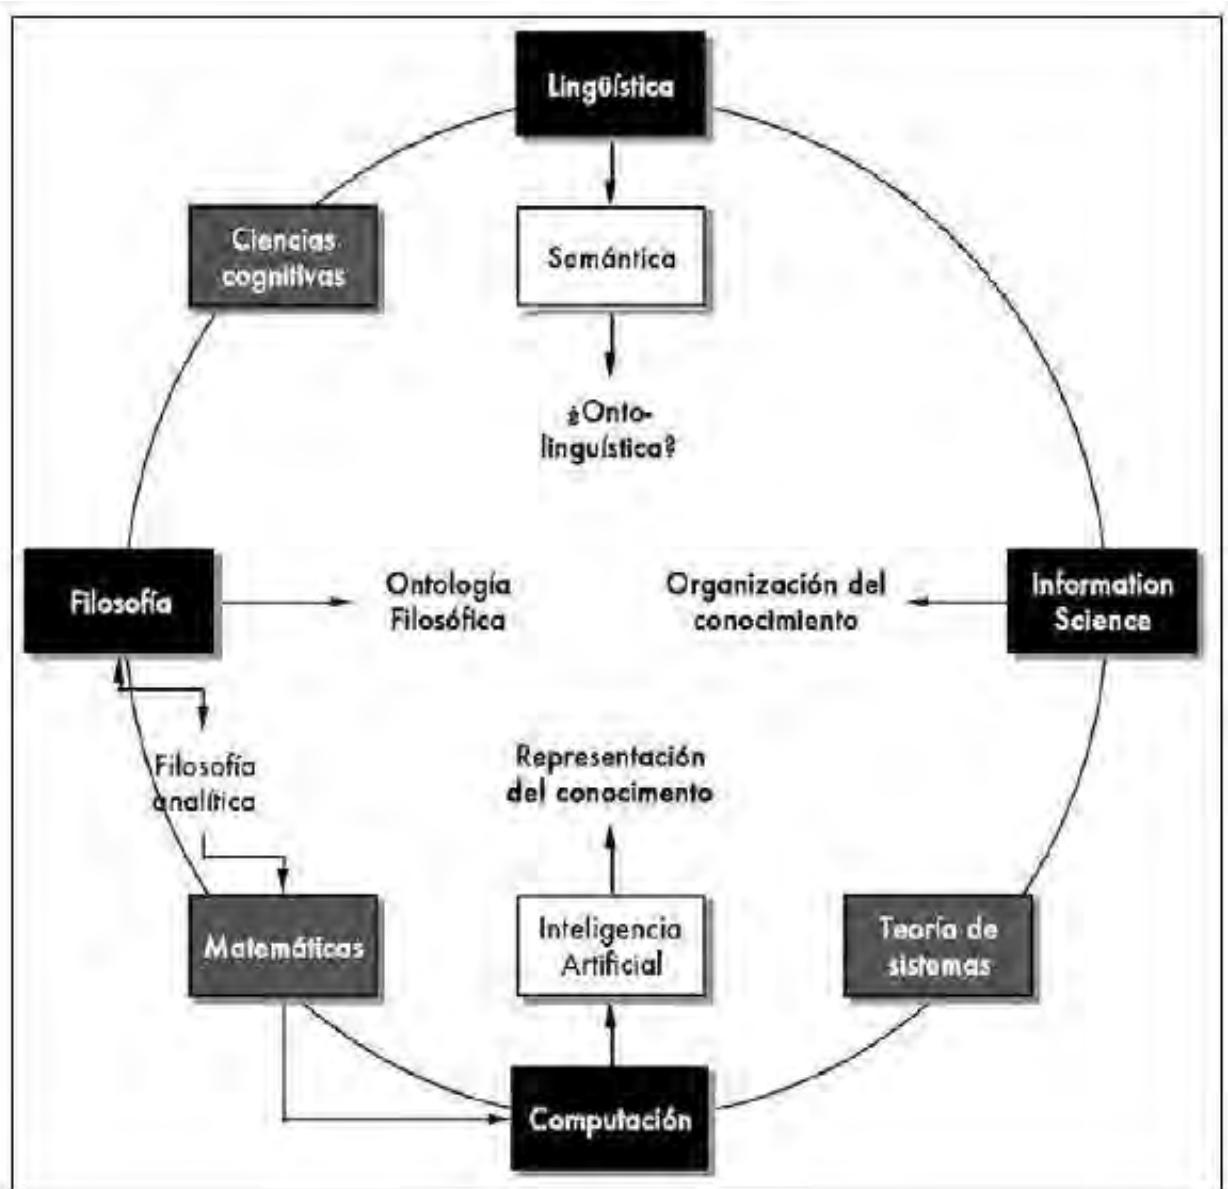 Lingüística
Ciencias
cognitivas
Semántica
¿Onto-
linguística?
Filosofía
Ontología
Filosófica
Organización del
conocimiento
Information
Science
Filosofía
analítica
Representación
del conocimento
Matemáticas
Inteligencia
Artificial
Teoría de
sistemas
Computación